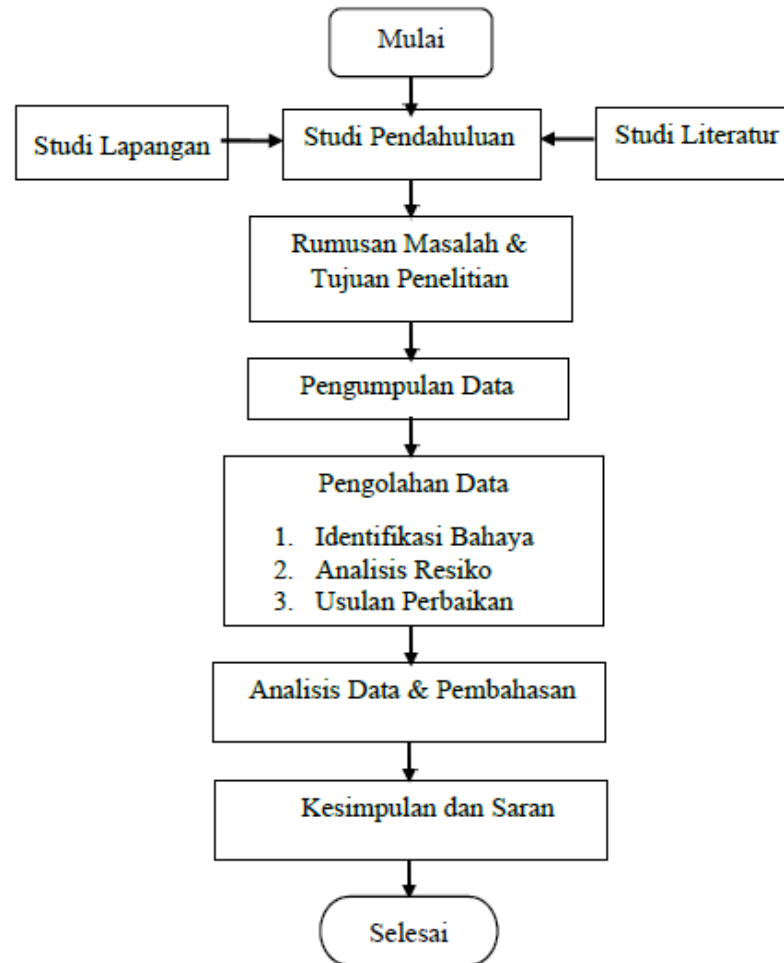 Mulai
Studi Lapangan
Studi Pendahuluan
Studi Literatur
Rumusan Masalah &
Tujuan Penelitian
Pengumpulan Data
Pengolahan Data
1. Identifikasi Bahaya
2. Analisis Resiko
3. Usulan Perbaikan
Analisis Data & Pembahasan
Kesimpulan dan Saran
Selesai